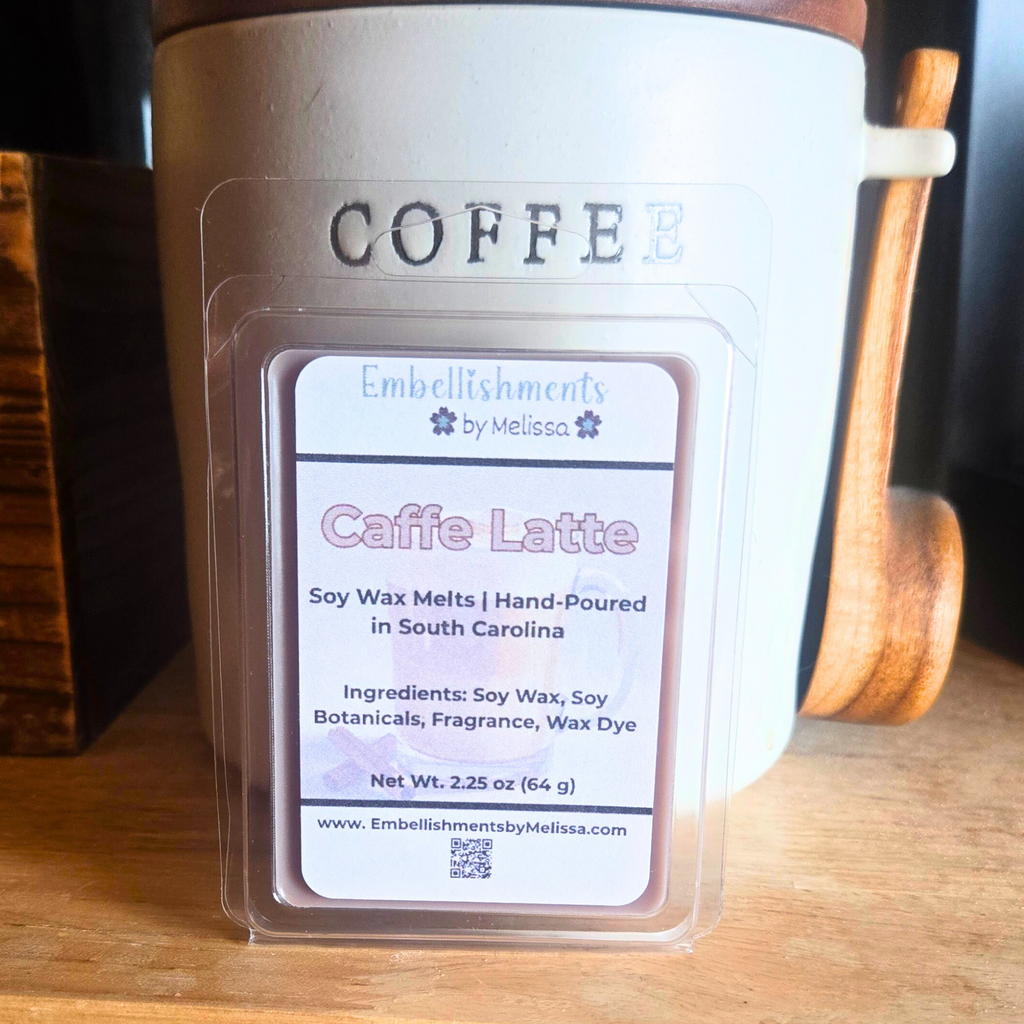 COFFEE
Embellishments
by Melissa
Caffe Latte
Soy Wax Melts | Hand-Poured
in South Carolina
Ingredients: Soy Wax, Soy
Botanicals, Fragrance, Wax Dye
Net Wt. 2.25 oz (64 g)
www. EmbellishmentsbyMelissa.com